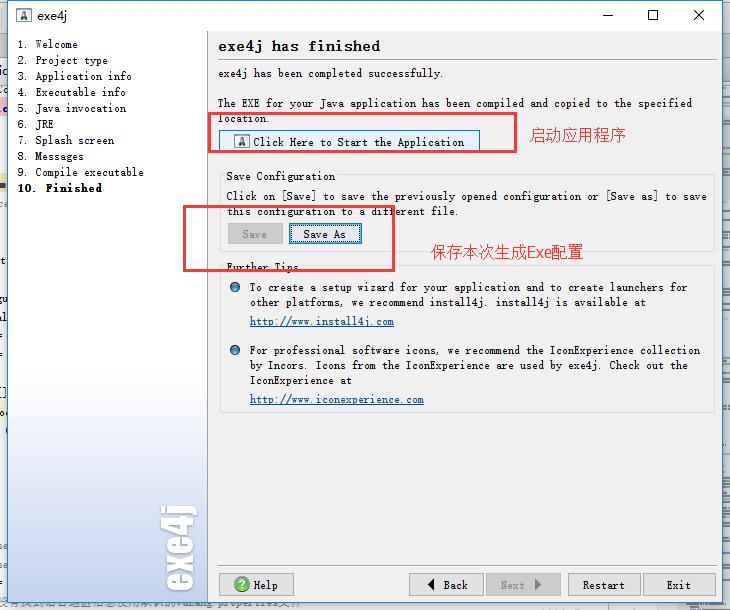 exe4j
1. Welcome
2. Project type
3. Application info
4. Executable info
5. Java invocation
6. JRE
7. Splash screen
8. Messages
9. Compile executable
10. Finished
exe4j
exe4j has finished
exe4j has been completed successfully.
The EXE for your Java application has been compiled and copied to the specified
location.
Click Here to Start the Application
启动应用程序
Save Configuration
Click on [Save] to save the previously opened configuration or [Save as] to save
this configuration to a different file.
Save Save As
保存本次生成Exe配置
Further Tips
To create a setup wizard for your application and to create launchers for
other platforms, we recommend install4j. install4j is available at
http://www.install4j.com
For professional software icons, we recommend the IconExperience collection
by Incors. Icons from the IconExperience are used by exe4j. Check out the
IconExperience at
http://www.iconexperience.com
Help Back Next Restart Exit